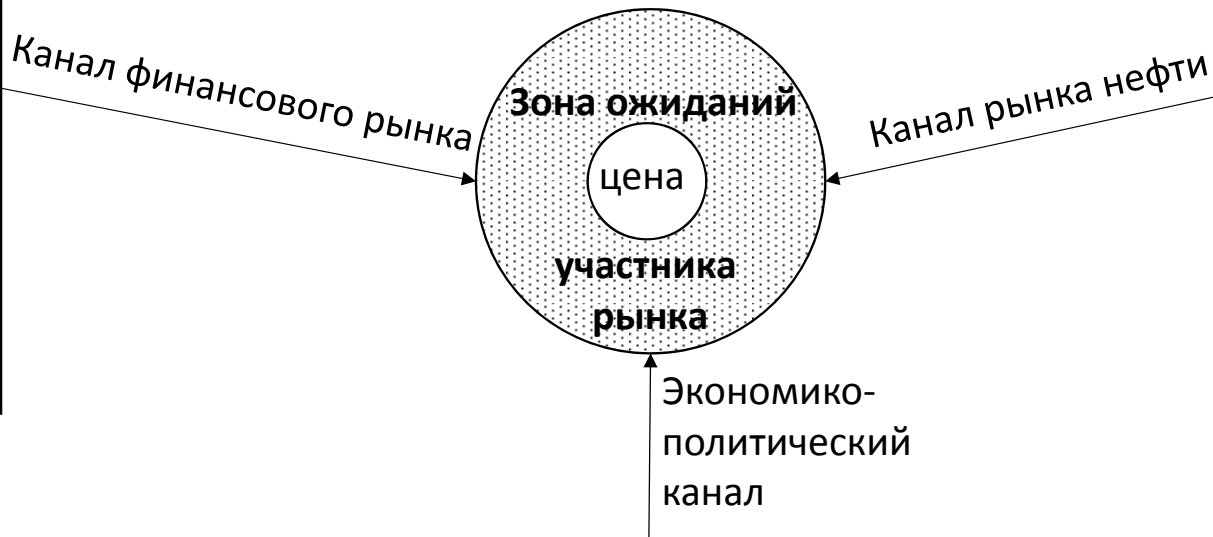 Канал финансового рынка
Зона ожиданий
цена
участника
рынка
Канал рынка нефти
Экономико-
политический
канал